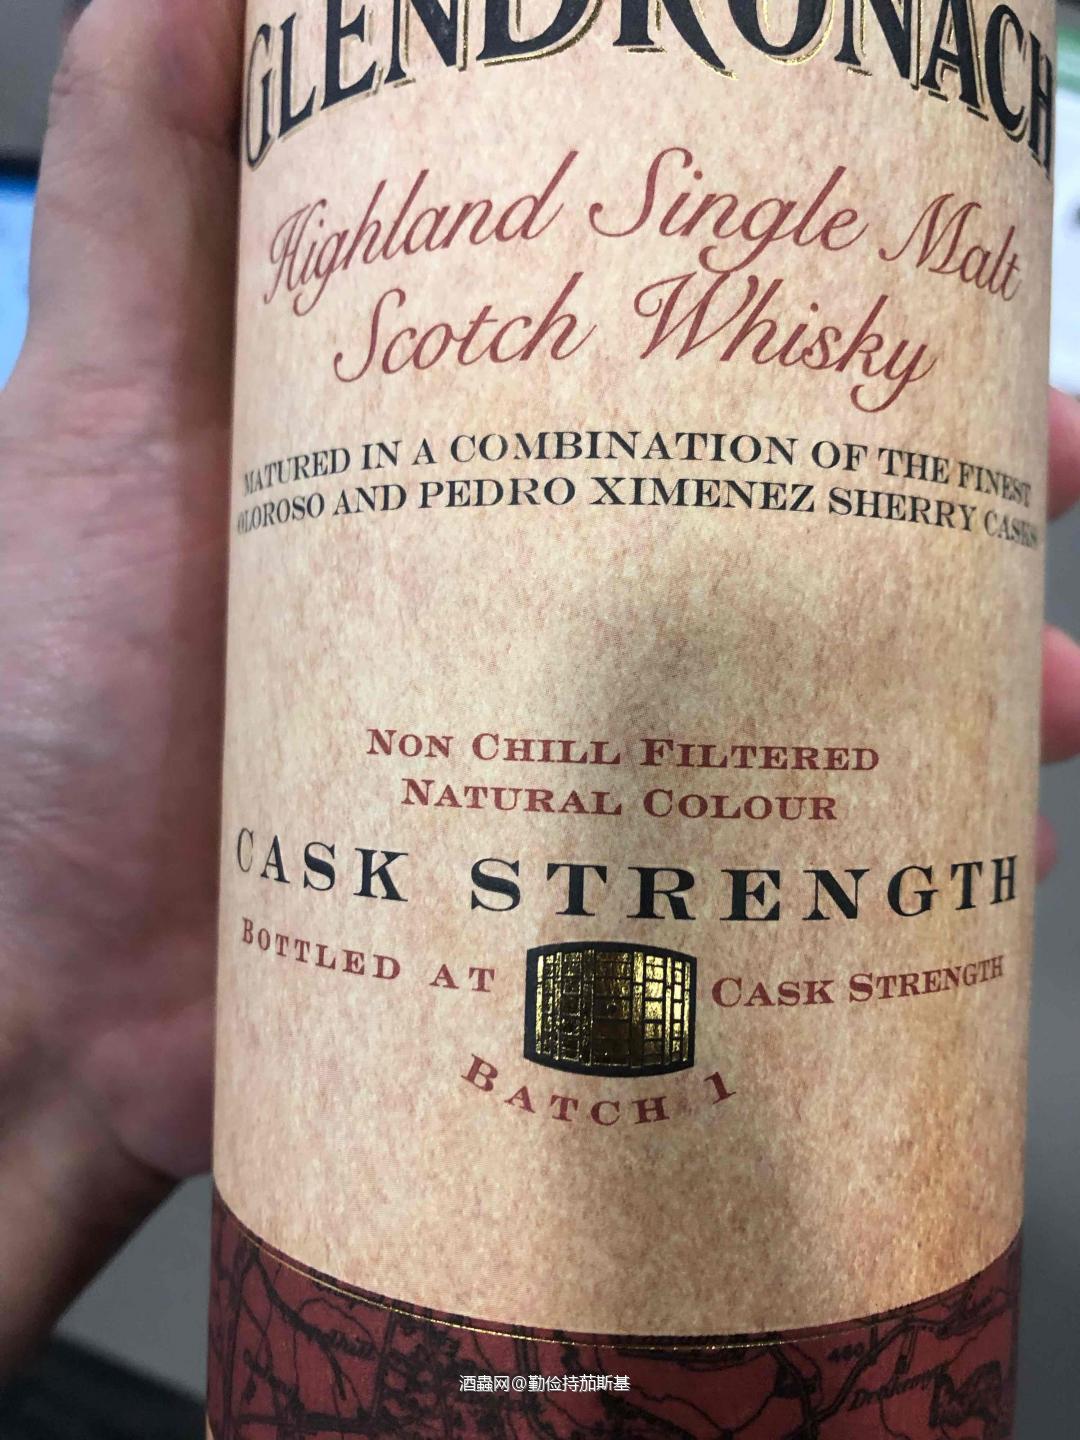 GLENDRONACH
Highland Single Malt
Scotch Whisky
MATURED IN A COMBINATION OF THE FINEST
OLOROSO AND PEDRO XIMENEZ SHERRY CASKS
NON CHILL FILTERED
NATURAL COLOUR
CASK STRENGTH
BOTTLED AT CASK STRENGTH
BATCH 1
酒蟲网@勤俭持茄斯基